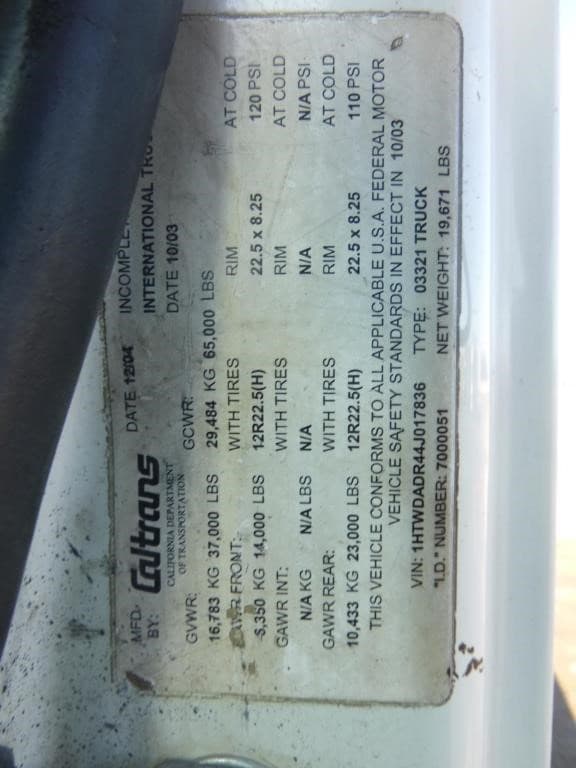 MFD. BY: Caltrans DATE 12/04 INCOMPLE
CALIFORNIA DEPARTMENT INTERNATIONAL
OF TRANSPORTATION DATE 10/03
GVWR: GCWR:
16,783 KG 37,000 LBS 29,484 KG 65,000 LBS
GAWR FRONT: WITH TIRES RIM AT COLD
6,350 KG 14,000 LBS 12R22.5(H) 22.5 x 8.25 120 PSI
GAWR INT: WITH TIRES RIM AT COLD
N/A KG N/A LBS N/A N/A N/A PSI
GAWR REAR: WITH TIRES RIM AT COLD
10,433 KG 23,000 LBS 12R22.5(H) 22.5 x 8.25 110 PSI
THIS VEHICLE CONFORMS TO ALL APPLICABLE U.S.A. FEDERAL MOTOR
VEHICLE SAFETY STANDARDS IN EFFECT IN 10/03
VIN: 1HTWDADR44J017836 TYPE: 03321 TRUCK
"I.D." NUMBER: 7000051 NET WEIGHT: 19,671 LBS